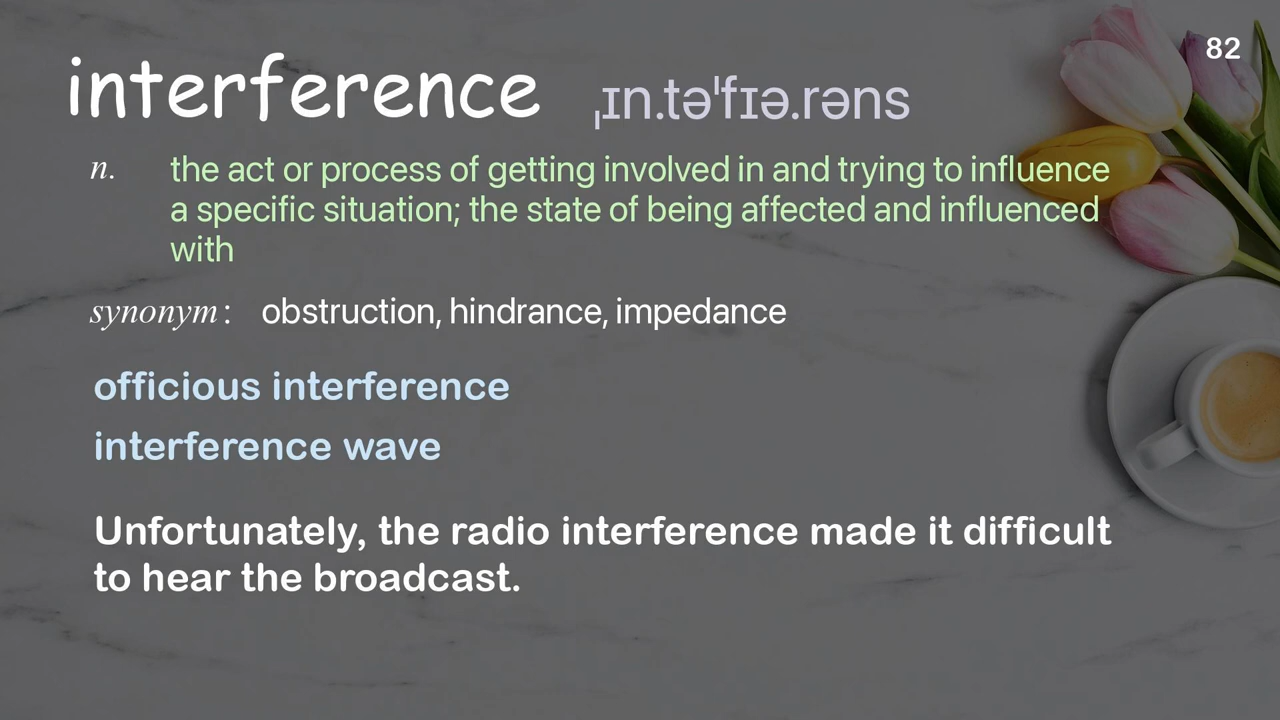 82
interference ˌɪn.təˈfɪə.rəns
n. the act or process of getting involved in and trying to influence
a specific situation; the state of being affected and influenced
with
synonym: obstruction, hindrance, impedance
officious interference
interference wave
Unfortunately, the radio interference made it difficult
to hear the broadcast.